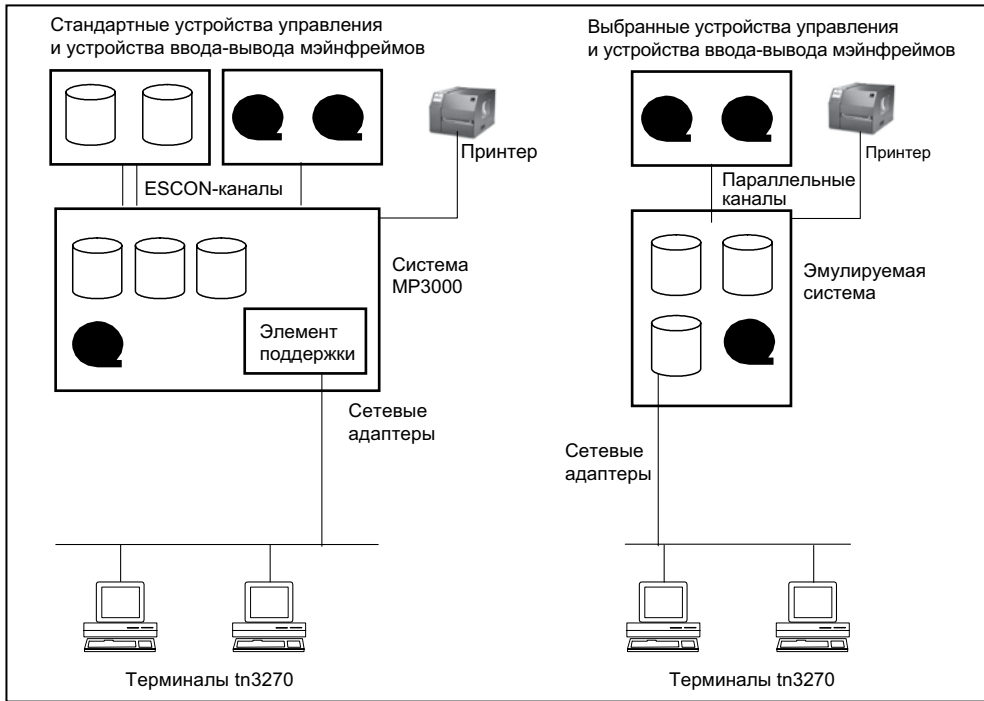 Стандартные устройства управления
и устройства ввода-вывода мэйнфреймов
Принтер
ESCON-каналы
Система
MP3000
Элемент
поддержки
Сетевые
адаптеры
Терминалы tn3270
Выбранные устройства управления
и устройства ввода-вывода мэйнфреймов
Принтер
Параллельные
каналы
Эмулируемая
система
Сетевые
адаптеры
Терминалы tn3270